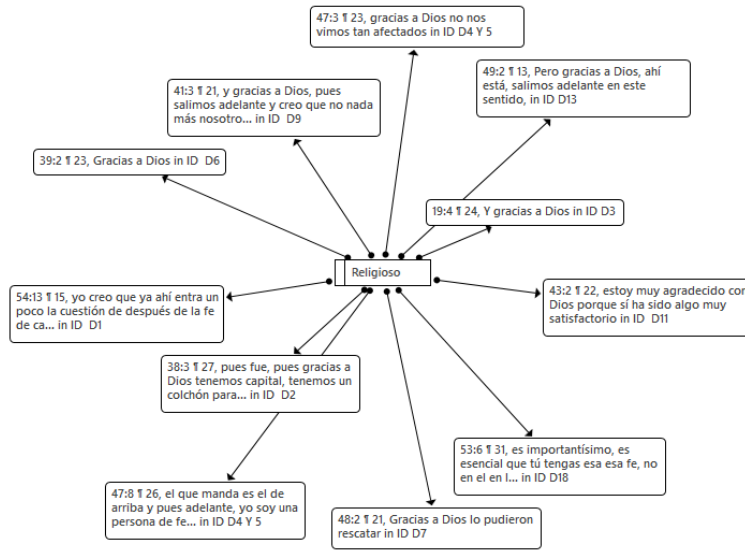 47:3 ¶ 23, gracias a Dios no nos
vimos tan afectados in ID D4 Y 5
49:2 ¶ 13, Pero gracias a Dios, ahí
está, salimos adelante en este
sentido, in ID D13
41:3 ¶ 21, y gracias a Dios, pues
salimos adelante y creo que no nada
más nosotro... in ID D9
39:2 ¶ 23, Gracias a Dios in ID D6
19:4 ¶ 24, Y gracias a Dios in ID D3
Religioso
54:13 ¶ 15, yo creo que ya ahí entra un
poco la cuestión de después de la fe
de ca... in ID D1
43:2 ¶ 22, estoy muy agradecido con
Dios porque sí ha sido algo muy
satisfactorio in ID D11
38:3 ¶ 27, pues fue, pues gracias a
Dios tenemos capital, tenemos un
colchón para... in ID D2
53:6 ¶ 31, es importantísimo, es
esencial que tú tengas esa esa fe, no
en el en l... in ID D18
47:8 ¶ 26, el que manda es el de
arriba y pues adelante, yo soy una
persona de fe... in ID D4 Y 5
48:2 ¶ 21, Gracias a Dios lo pudieron
rescatar in ID D7